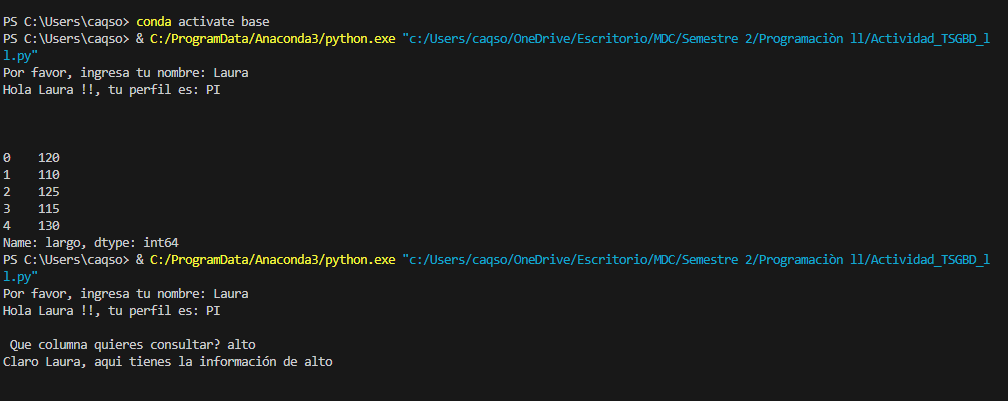 PS C:\Users\caqso> conda activate base
PS C:\Users\caqso> & C:/ProgramData/Anaconda3/python.exe "c:/Users/caqso/OneDrive/Escritorio/MDC/Semestre 2/Programaciòn ll/Actividad_TSGBD_l
l.py"
Por favor, ingresa tu nombre: Laura
Hola Laura !!, tu perfil es: PI
0    120
1    110
2    125
3    115
4    130
Name: largo, dtype: int64
PS C:\Users\caqso> & C:/ProgramData/Anaconda3/python.exe "c:/Users/caqso/OneDrive/Escritorio/MDC/Semestre 2/Programaciòn ll/Actividad_TSGBD_l
l.py"
Por favor, ingresa tu nombre: Laura
Hola Laura !!, tu perfil es: PI
Que columna quieres consultar? alto
Claro Laura, aqui tienes la información de alto